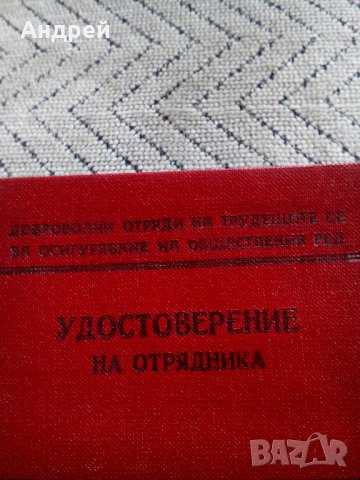 Андрей
ДОБРОВОЛНИ ОТРЯДИ НА ТРУДЕЩИТЕ СЕ
ЗА ОСИГУРЯВАНЕ НА ОБЩЕСТВЕНИЯ РЕД
УДОСТОВЕРЕНИЕ
НА ОТРЯДНИКА
BAZAR